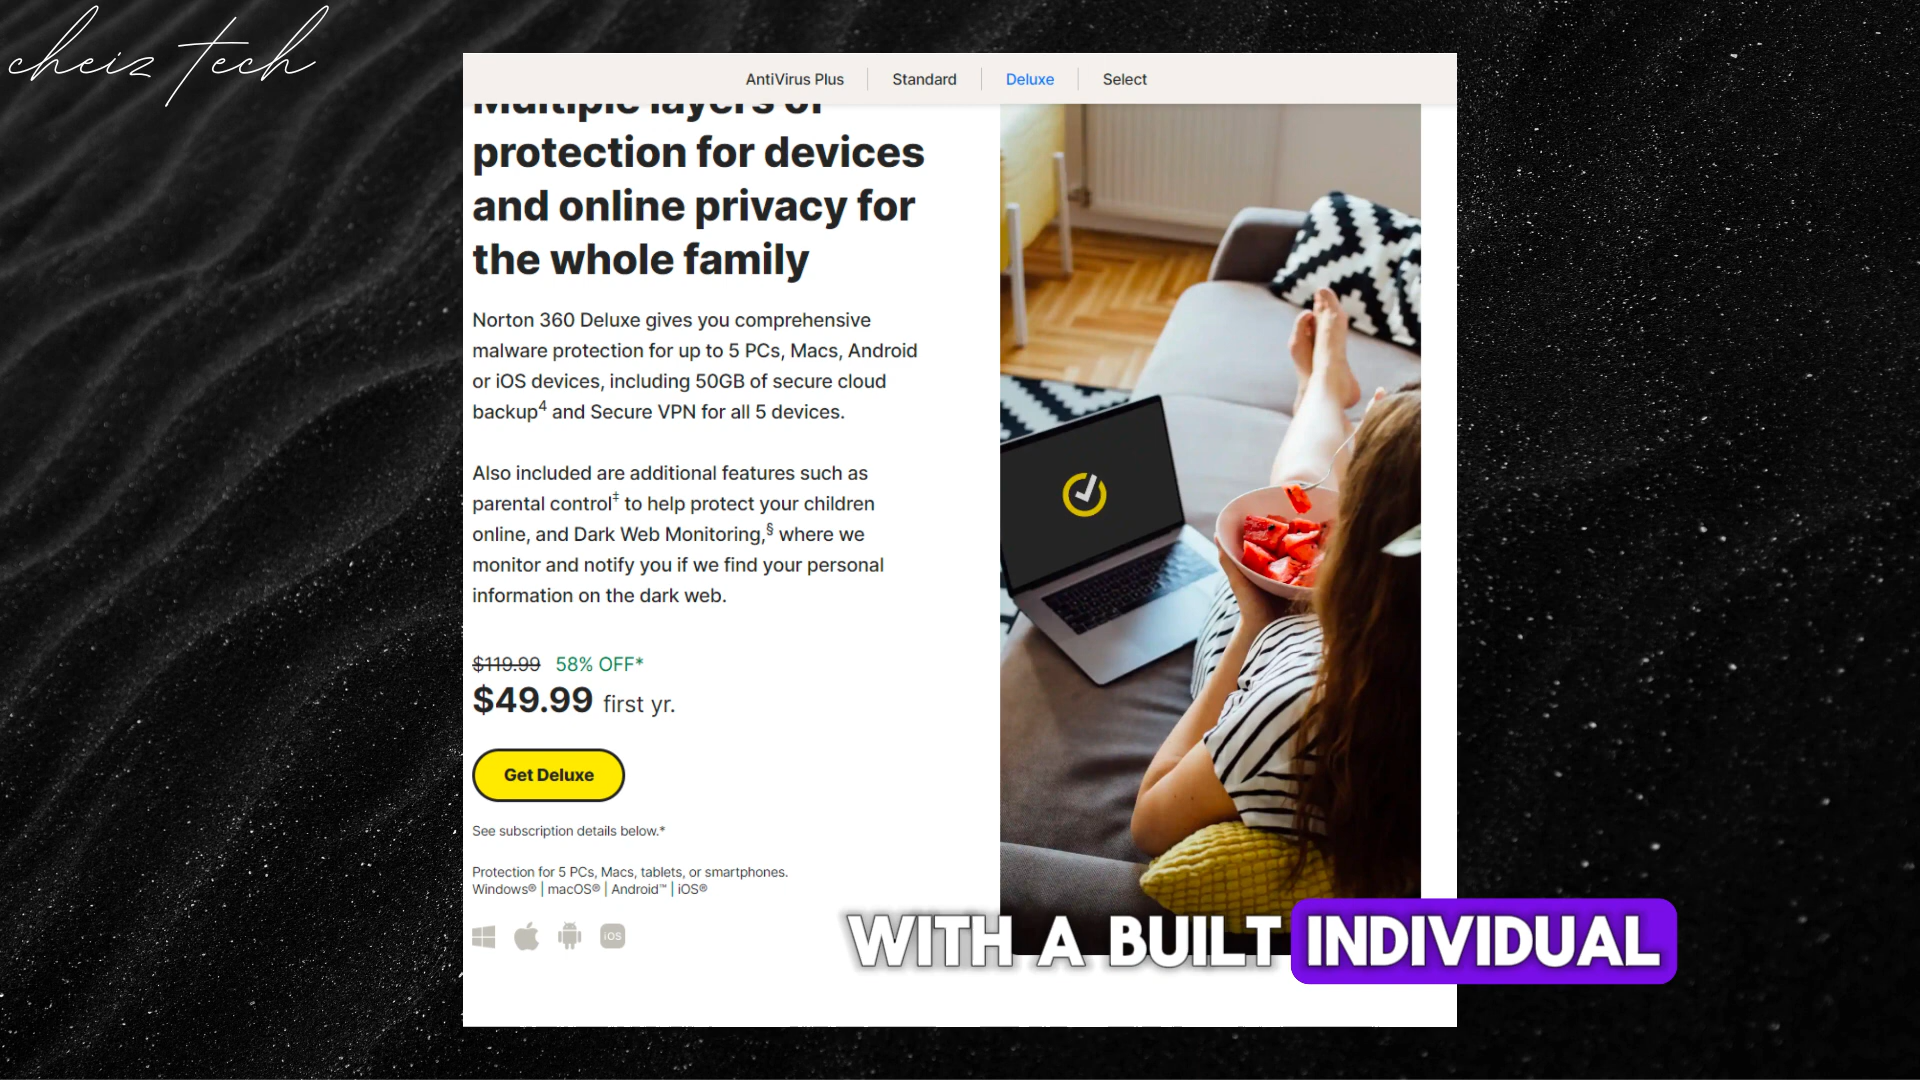 cheiz tech
AntiVirus Plus
Standard
Deluxe
Select
Multiple layers of
protection for devices
and online privacy for
the whole family
Norton 360 Deluxe gives you comprehensive
malware protection for up to 5 PCs, Macs, Android
or iOS devices, including 50GB of secure cloud
backup⁴ and Secure VPN for all 5 devices.
Also included are additional features such as
parental control‡ to help protect your children
online, and Dark Web Monitoring,§ where we
monitor and notify you if we find your personal
information on the dark web.
$119.99 58% OFF*
$49.99 first yr.
Get Deluxe
See subscription details below.*
Protection for 5 PCs, Macs, tablets, or smartphones.
Windows® | macOS® | Android™ | iOS®
iOS
WITH A BUILT INDIVIDUAL